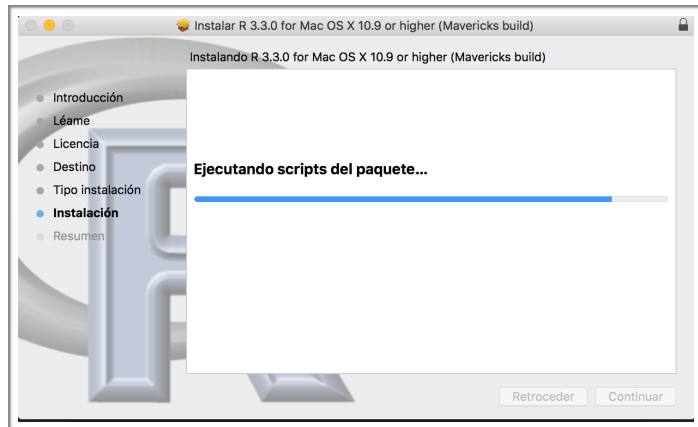 Instalar R 3.3.0 for Mac OS X 10.9 or higher (Mavericks build)
Instalando R 3.3.0 for Mac OS X 10.9 or higher (Mavericks build)
Introducción
Léame
Licencia
Destino
Tipo instalación
Instalación
Resumen
Ejecutando scripts del paquete...
Retroceder
Continuar